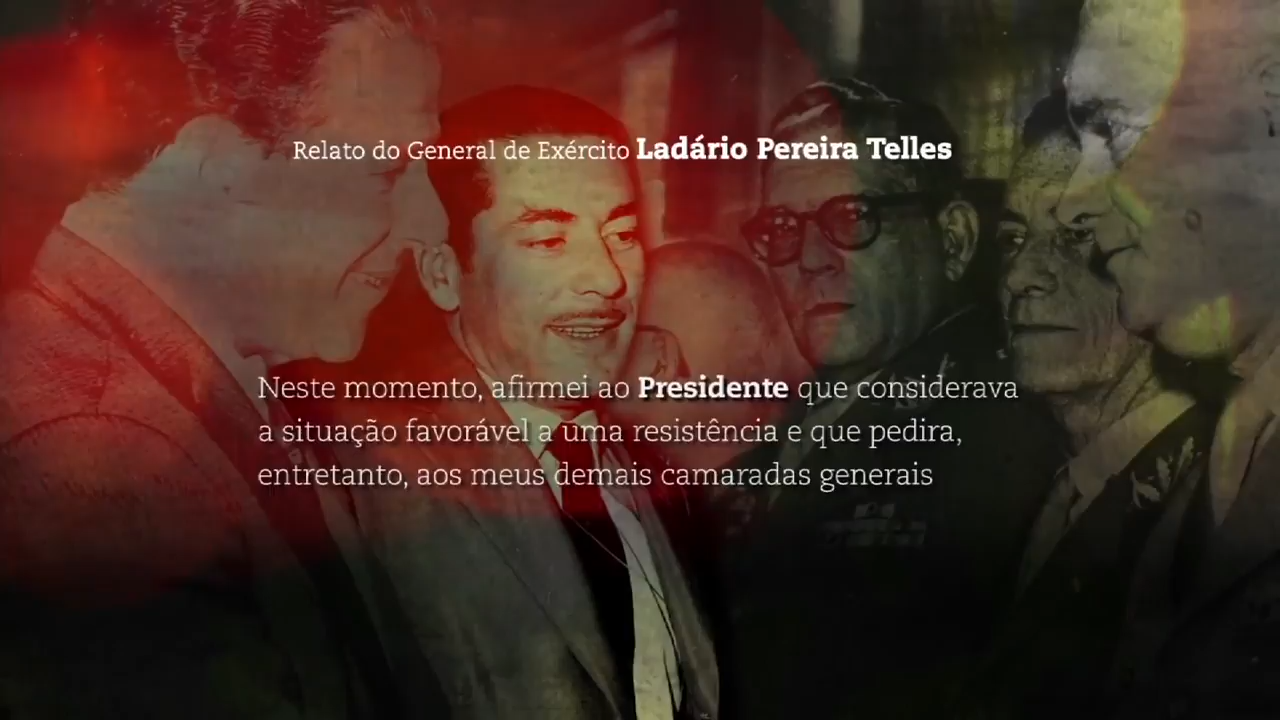 Relato do General de Exército Ladário Pereira Telles
Neste momento, afirmei ao Presidente que considerava
a situação favorável a uma resistência e que pedira,
entretanto, aos meus demais camaradas generais